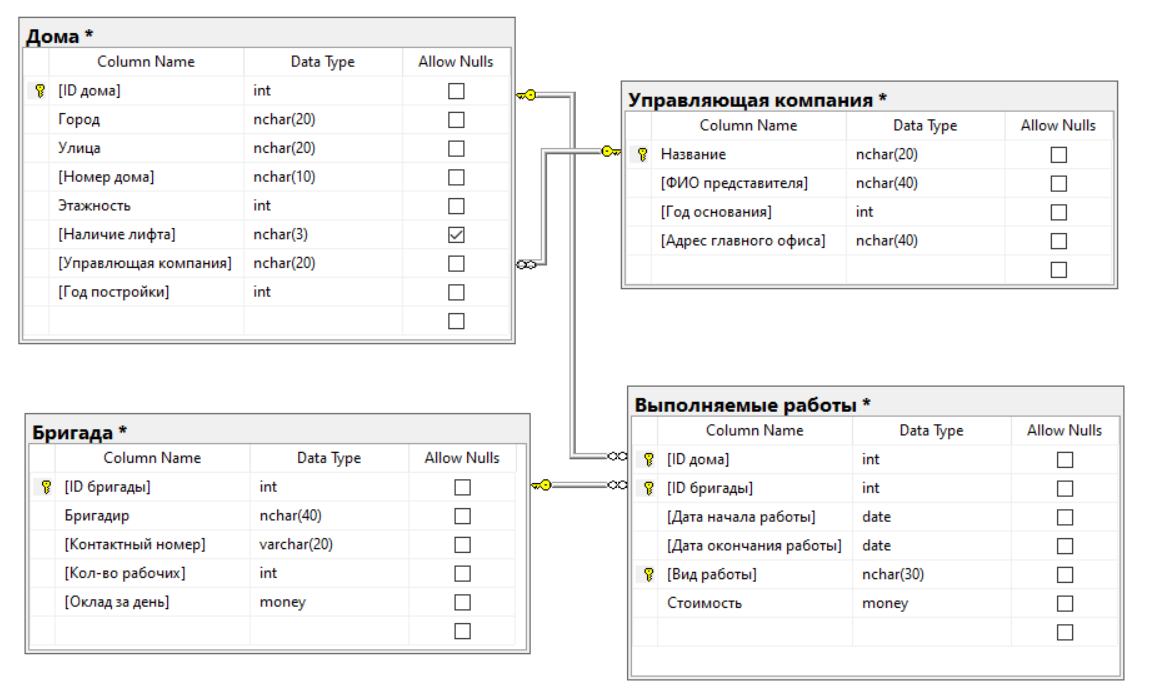 Дома *
Column Name Data Type Allow Nulls
[ID дома] int
Город nchar(20)
Улица nchar(20)
[Номер дома] nchar(10)
Этажность int
[Наличие лифта] nchar(3)
[Управлющая компания] nchar(20)
[Год постройки] int
Управляющая компания *
Column Name Data Type Allow Nulls
Название nchar(20)
[ФИО представителя] nchar(40)
[Год основания] int
[Адрес главного офиса] nchar(40)
Бригада *
Column Name Data Type Allow Nulls
[ID бригады] int
Бригадир nchar(40)
[Контактный номер] varchar(20)
[Кол-во рабочих] int
[Оклад за день] money
Выполняемые работы *
Column Name Data Type Allow Nulls
[ID дома] int
[ID бригады] int
[Дата начала работы] date
[Дата окончания работы] date
[Вид работы] nchar(30)
Стоимость money